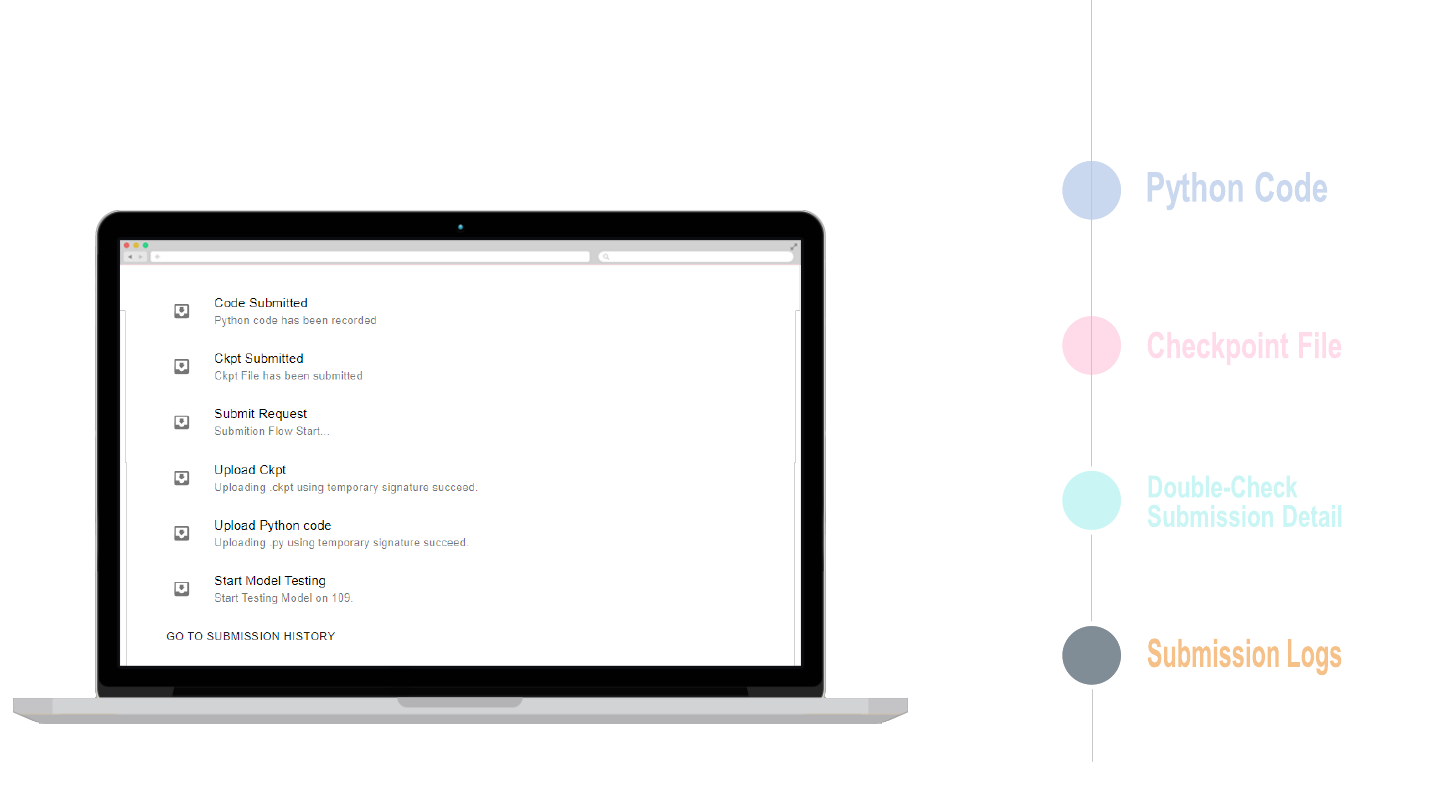 Code Submitted
Python code has been recorded
Ckpt Submitted
Ckpt File has been submitted
Submit Request
Submition Flow Start...
Upload Ckpt
Uploading .ckpt using temporary signature succeed.
Upload Python code
Uploading .py using temporary signature succeed.
Start Model Testing
Start Testing Model on 109.
GO TO SUBMISSION HISTORY
Python Code
Checkpoint File
Double-Check
Submission Detail
Submission Logs